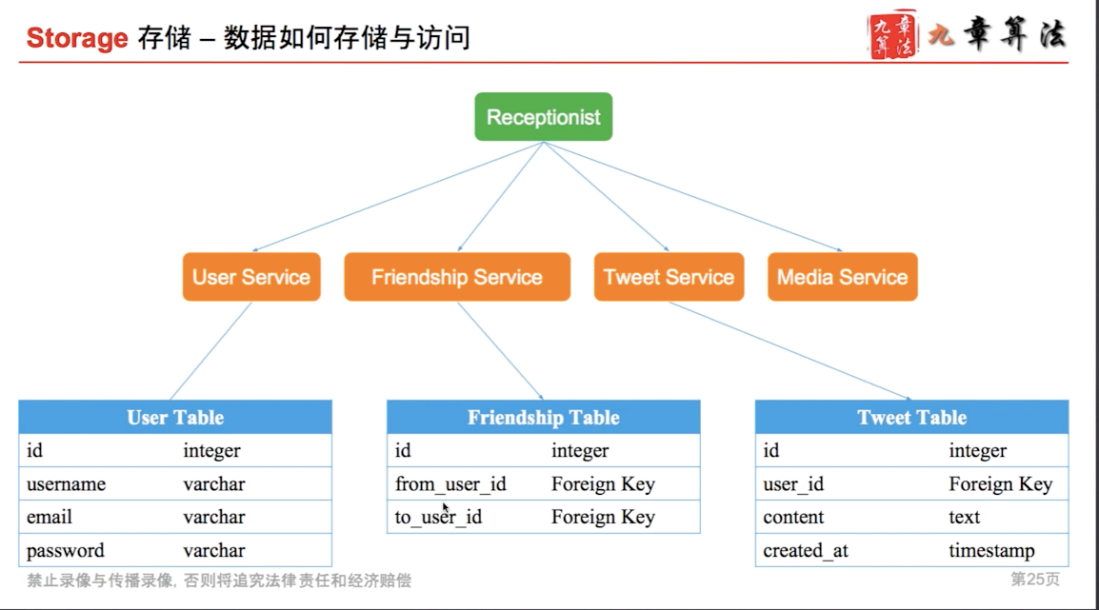 Storage 存储 – 数据如何存储与访问
九章算法
九章算法
Receptionist
User Service
Friendship Service
Tweet Service
Media Service
User Table
id integer
username varchar
email varchar
password varchar
Friendship Table
id integer
from_user_id Foreign Key
to_user_id Foreign Key
Tweet Table
id integer
user_id Foreign Key
content text
created_at timestamp
禁止录像与传播录像, 否则将追究法律责任和经济赔偿
第25页